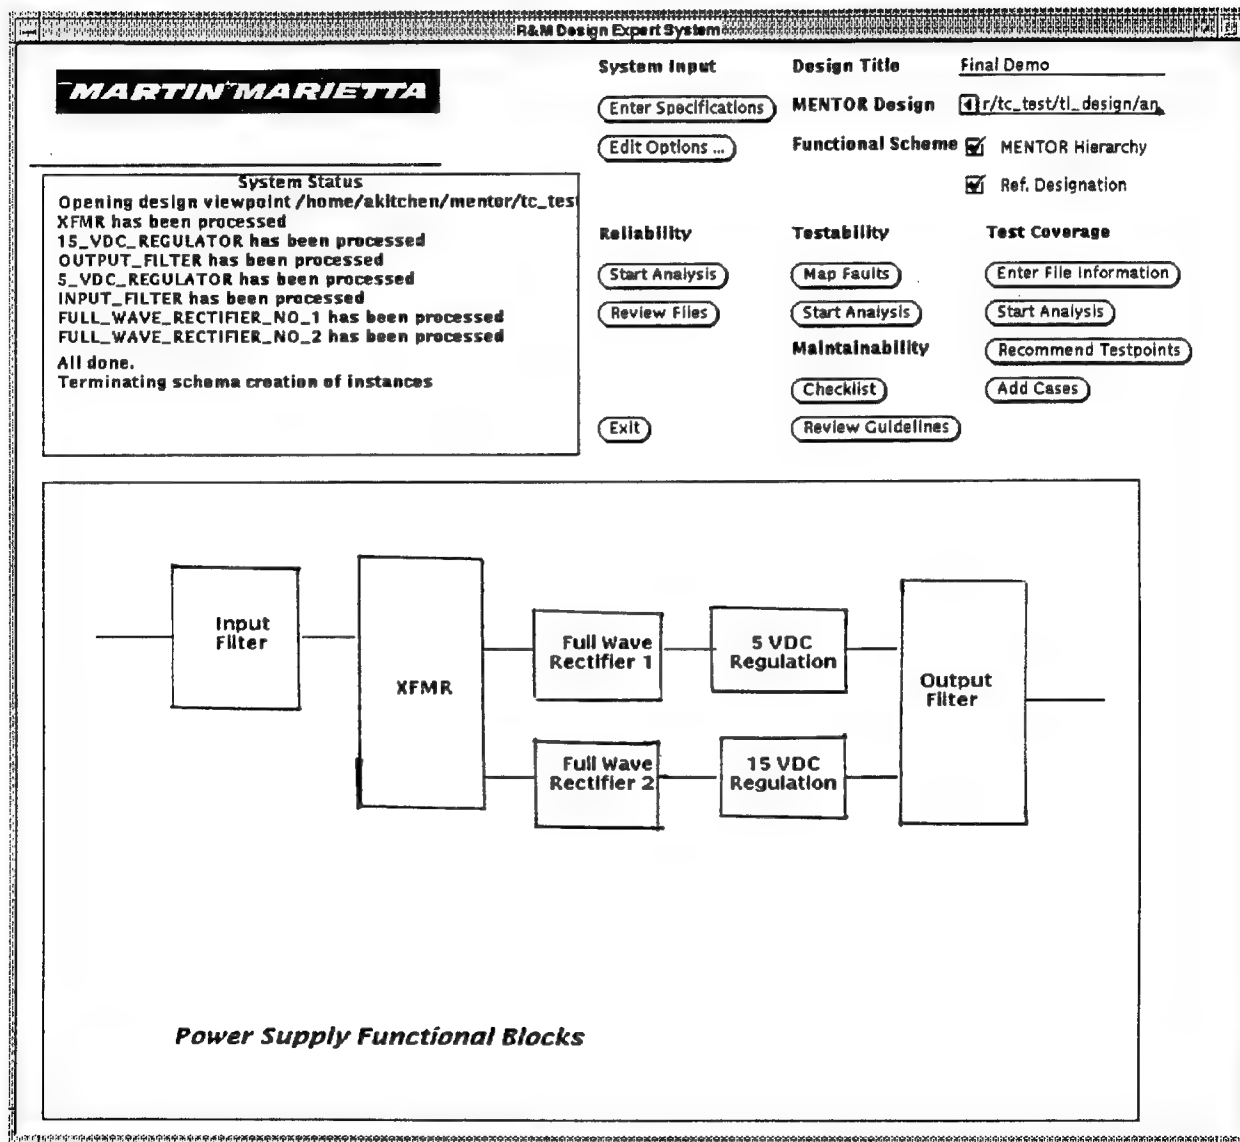 R&M Design Expert System
MARTIN MARIETTA
System Input
Enter Specifications
Edit Options ...
Design Title Final Demo
MENTOR Design r/tc_test/tl_design/an
Functional Scheme MENTOR Hierarchy
Ref. Designation
System Status
Opening design viewpoint /home/akitchen/mentor/tc_test
XFMR has been processed
15_VDC_REGULATOR has been processed
OUTPUT_FILTER has been processed
5_VDC_REGULATOR has been processed
INPUT_FILTER has been processed
FULL_WAVE_RECTIFIER_NO_1 has been processed
FULL_WAVE_RECTIFIER_NO_2 has been processed
All done.
Terminating schema creation of instances
Reliability
Start Analysis
Review Files
Exit
Testability
Map Faults
Start Analysis
Maintainability
Checklist
Review Guidelines
Test Coverage
Enter File Information
Start Analysis
Recommend Testpoints
Add Cases
Input
Filter
XFMR
Full Wave
Rectifier 1
5 VDC
Regulation
Full Wave
Rectifier 2
15 VDC
Regulation
Output
Filter
Power Supply Functional Blocks